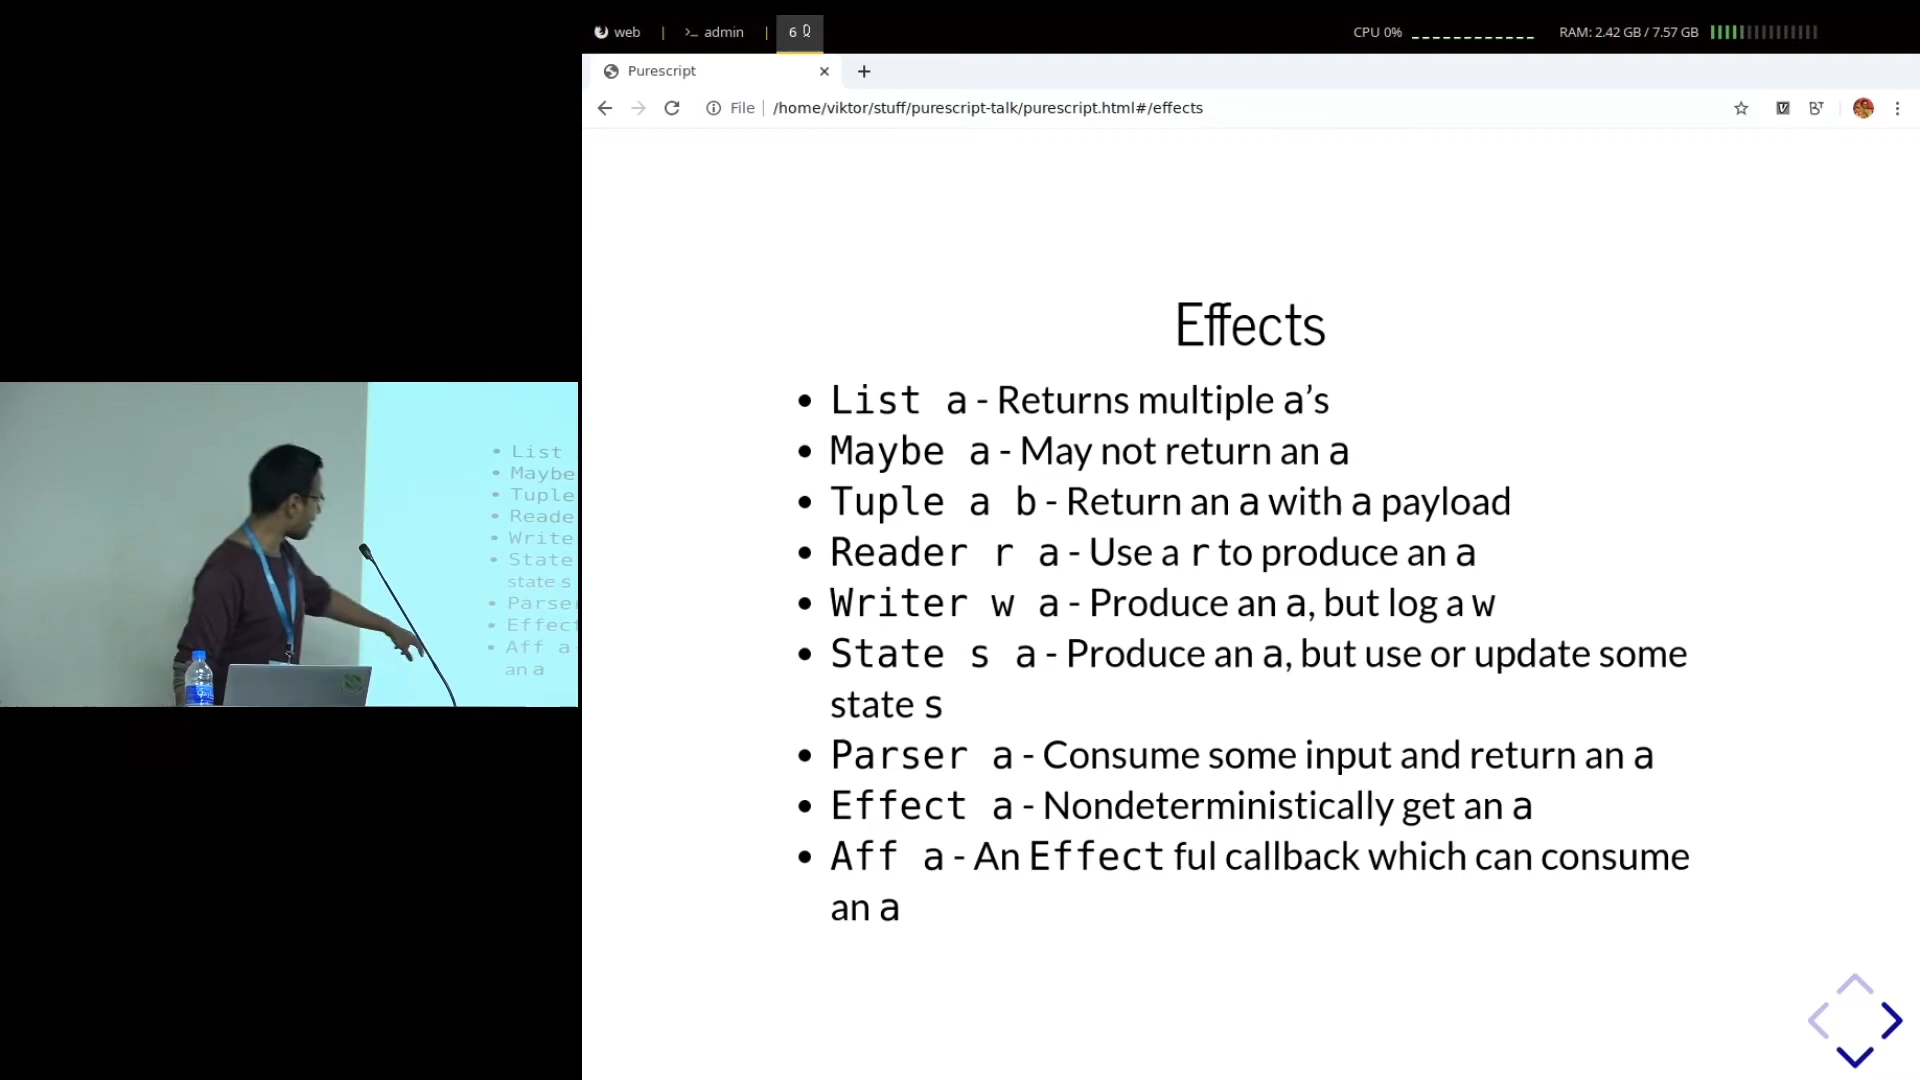 web | >_ admin | 6
CPU 0% RAM: 2.42 GB / 7.57 GB
Purescript
File /home/viktor/stuff/purescript-talk/purescript.html#/effects
Effects
• List a - Returns multiple a’s
• Maybe a - May not return an a
• Tuple a b - Return an a with a payload
• Reader r a - Use a r to produce an a
• Writer w a - Produce an a, but log a w
• State s a - Produce an a, but use or update some
state s
• Parser a - Consume some input and return an a
• Effect a - Nondeterministically get an a
• Aff a - An Effect ful callback which can consume
an a
• List
• Maybe
• Tuple
• Reade
• Write
• State
state s
• Parser
• Effect
• Aff a
an a